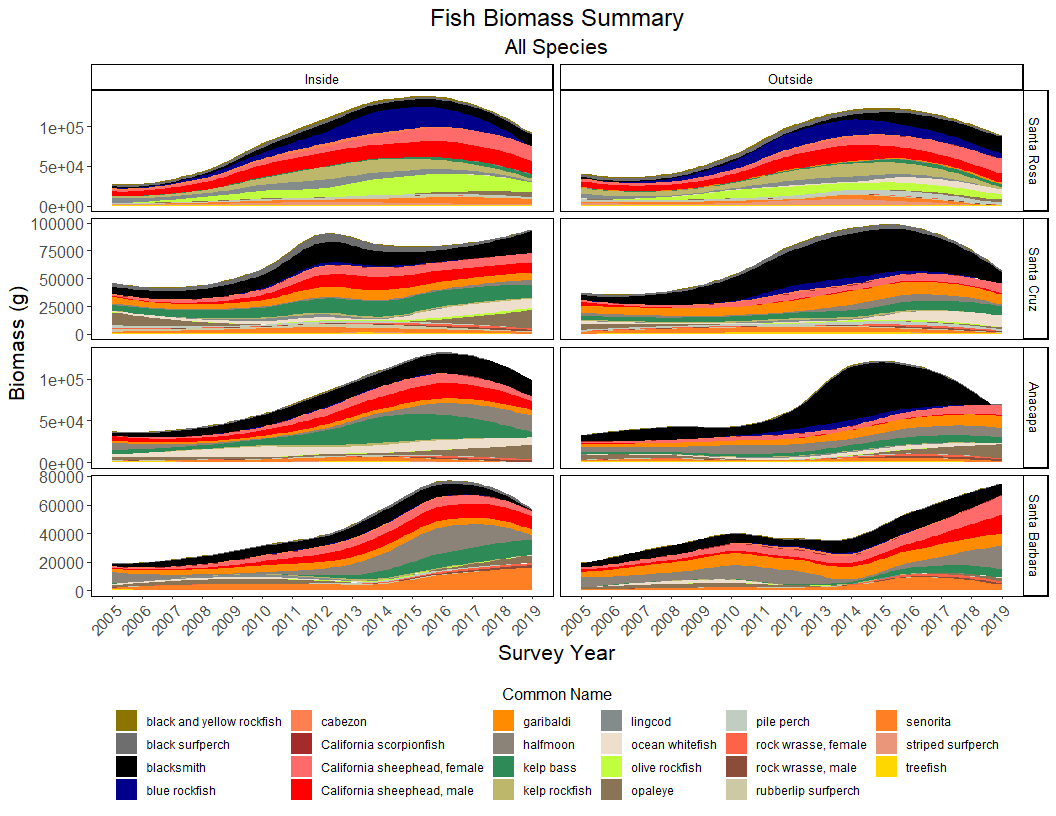 Fish Biomass Summary
All Species
Inside
Outside
1e+05
5e+04
0e+00
Santa Rosa
100000
75000
50000
25000
0
Santa Cruz
1e+05
5e+04
0e+00
Anacapa
80000
60000
40000
20000
0
Santa Barbara
Biomass (g)
2005 2006 2007 2008 2009 2010 2011 2012 2013 2014 2015 2016 2017 2018 2019
2005 2006 2007 2008 2009 2010 2011 2012 2013 2014 2015 2016 2017 2018 2019
Survey Year
Common Name
black and yellow rockfish
black surfperch
blacksmith
blue rockfish
cabezon
California scorpionfish
California sheephead, female
California sheephead, male
garibaldi
halfmoon
kelp bass
kelp rockfish
lingcod
ocean whitefish
olive rockfish
opaleye
pile perch
rock wrasse, female
rock wrasse, male
rubberlip surfperch
senorita
striped surfperch
treefish